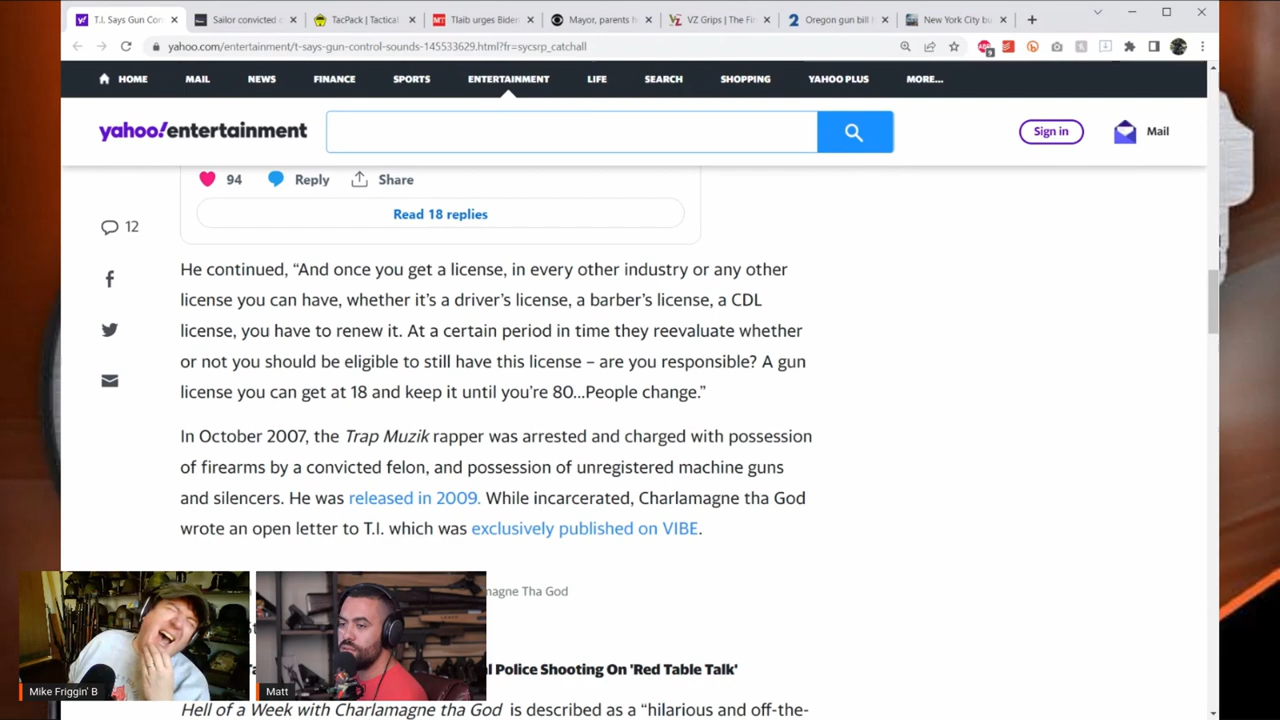 T.I. Says Gun Con
Sailor convicted
TacPack | Tactical
Tlaib urges Biden
Mayor, parents h
VZ Grips | The Fi
Oregon gun bill
New York City bu
yahoo.com/entertainment/t-says-gun-control-sounds-145533629.html?fr=sycsrp_catchall
HOME MAIL NEWS FINANCE SPORTS ENTERTAINMENT LIFE SEARCH SHOPPING YAHOO PLUS MORE...
yahoo!entertainment
Sign in
Mail
94 Reply Share
Read 18 replies
12
He continued, “And once you get a license, in every other industry or any other
license you can have, whether it’s a driver’s license, a barber’s license, a CDL
license, you have to renew it. At a certain period in time they reevaluate whether
or not you should be eligible to still have this license – are you responsible? A gun
license you can get at 18 and keep it until you’re 80…People change.”
In October 2007, the Trap Muzik rapper was arrested and charged with possession
of firearms by a convicted felon, and possession of unregistered machine guns
and silencers. He was released in 2009. While incarcerated, Charlamagne tha God
wrote an open letter to T.I. which was exclusively published on VIBE.
magne Tha God
l Police Shooting On 'Red Table Talk'
Mike Friggin' B
Matt
Hell of a Week with Charlamagne tha God is described as a “hilarious and off-the-